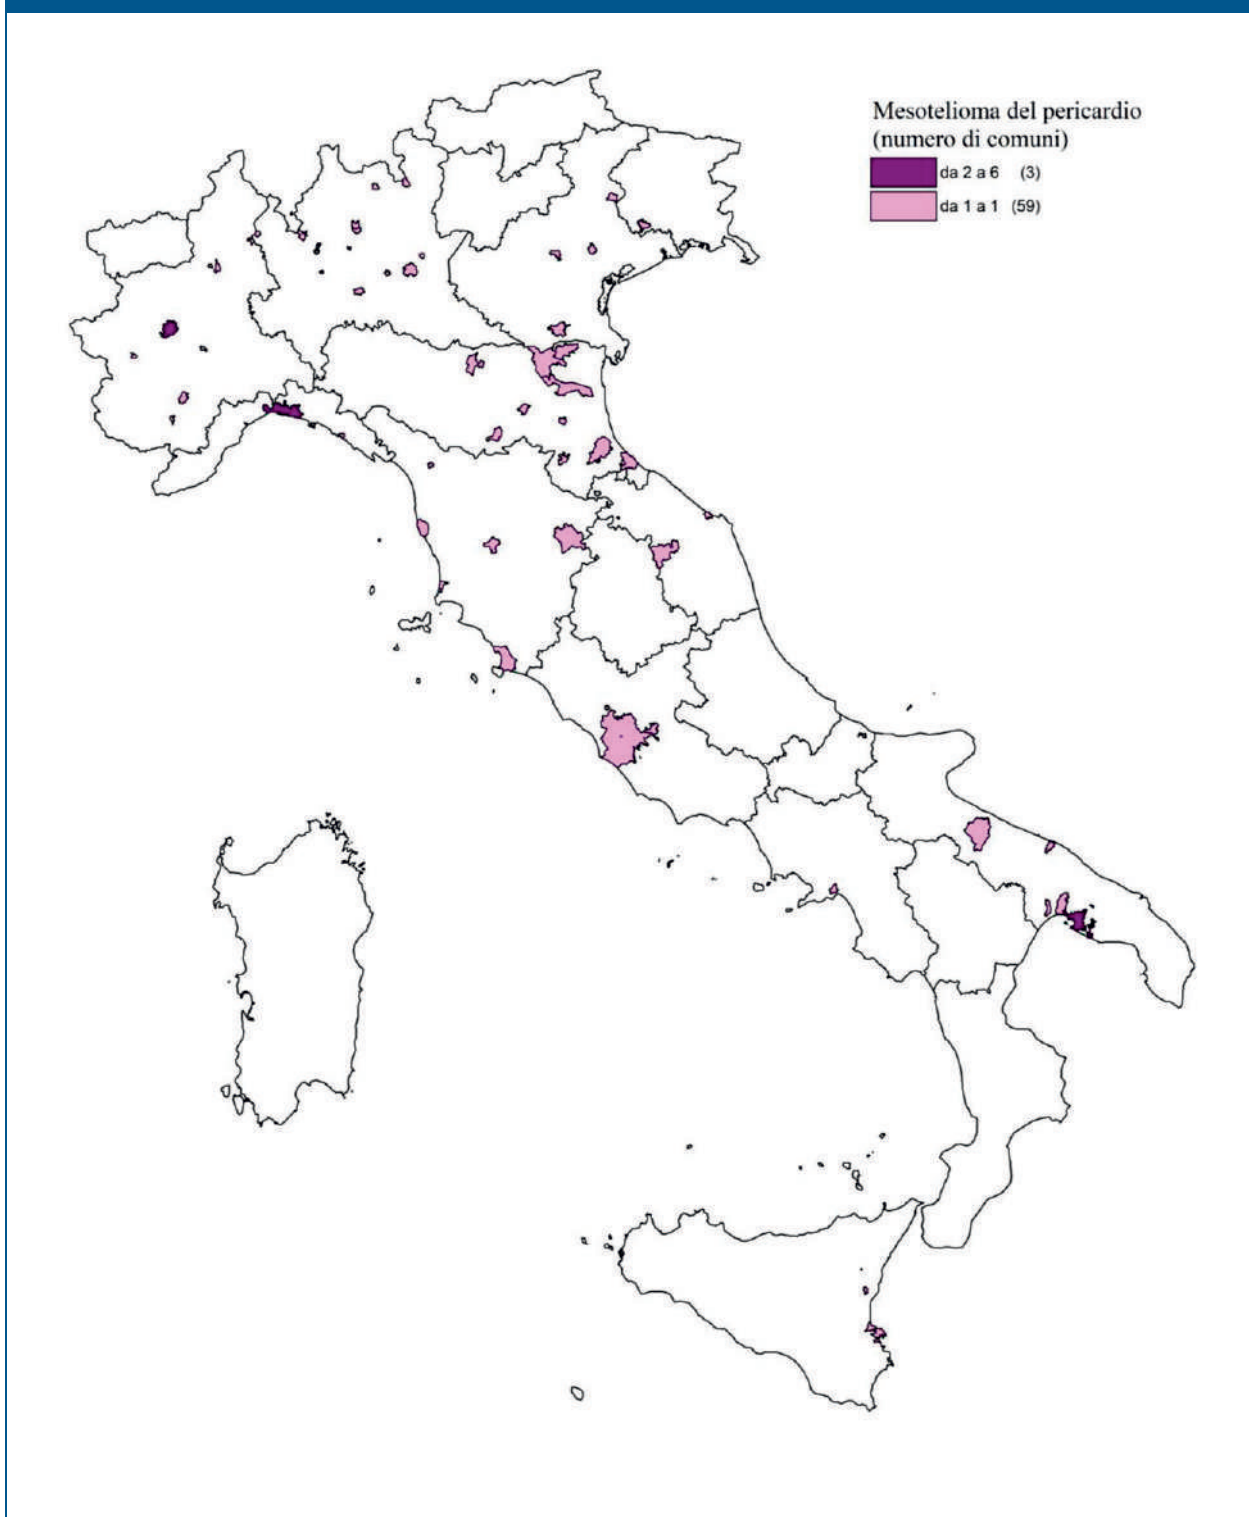 Mesotelioma del pericardio
(numero di comuni)
da 2 a 6 (3)
da 1 a 1 (59)